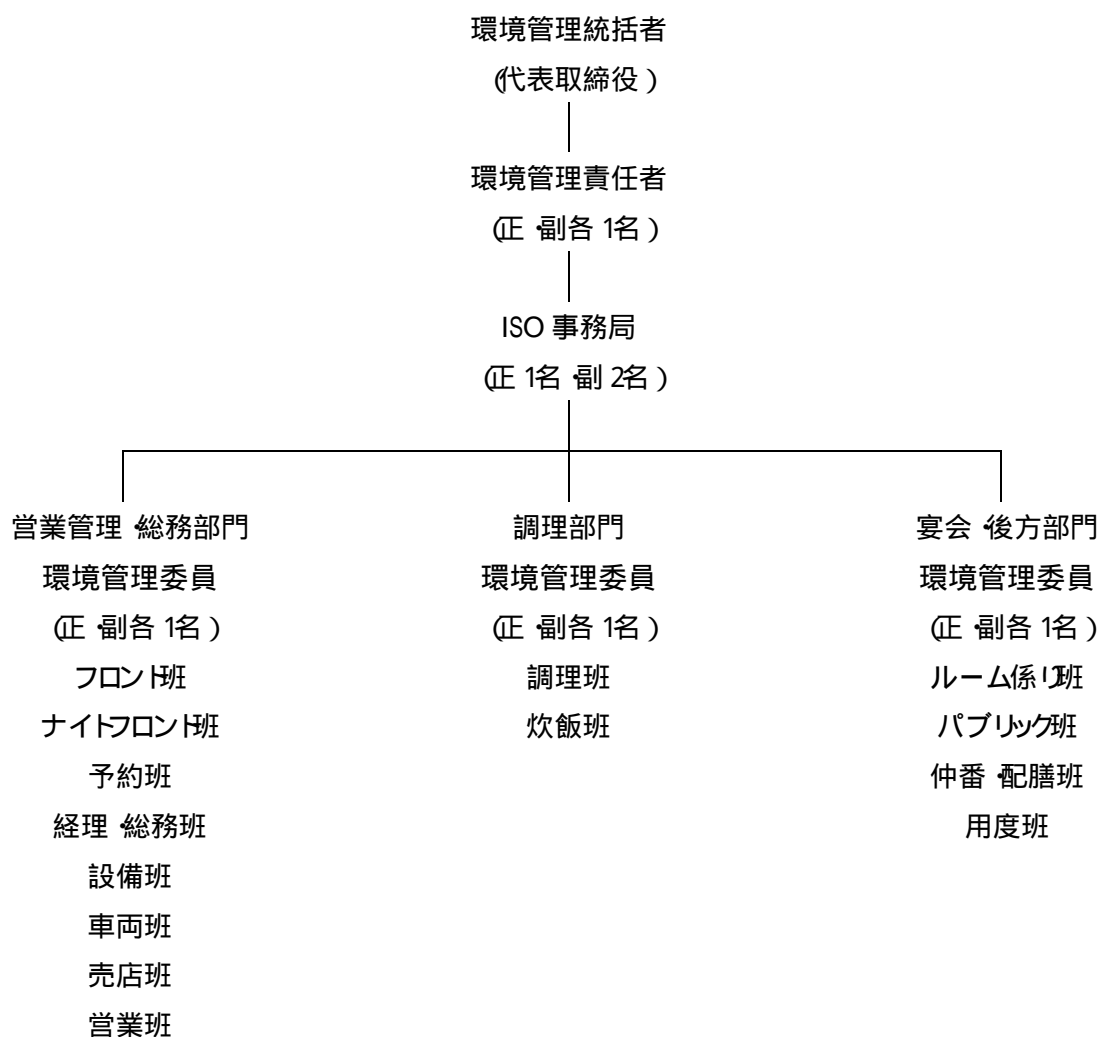 環境管理統括者
(代表取締役)
環境管理責任者
(正・副各1名)
ISO 事務局
(正1名・副2名)
営業管理・総務部門
環境管理委員
(正・副各1名)
フロント班
ナイトフロント班
予約班
経理・総務班
設備班
車両班
売店班
営業班
調理部門
環境管理委員
(正・副各1名)
調理班
炊飯班
宴会・後方部門
環境管理委員
(正・副各1名)
ルーム係り班
パブリック班
仲番・配膳班
用度班